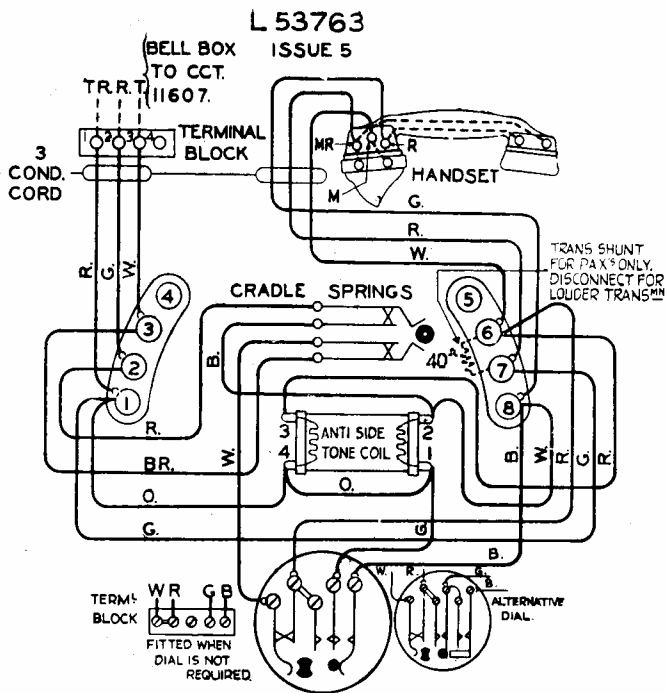 L 53763
ISSUE 5
BELL BOX
TO CCT.
11607.
TR. R. T.
1 2 3 4
TERMINAL
BLOCK
3
COND.
CORD
MR
R
M
HANDSET
G.
R.
W.
TRANS SHUNT
FOR PAX'S ONLY.
DISCONNECT FOR
LOUDER TRANSMN
R. G. W.
4
3
2
1
CRADLE SPRINGS
B.
40Ω
5
6
7
8
R.
BR.
O.
G.
W.
3 ANTI SIDE 2
4 TONE COIL 1
O.
G.
B. W. R. G. R.
B.
W R G B
TERML
BLOCK
FITTED WHEN
DIAL IS NOT
REQUIRED.
W. R. G.
B.
ALTERNATIVE
DIAL.